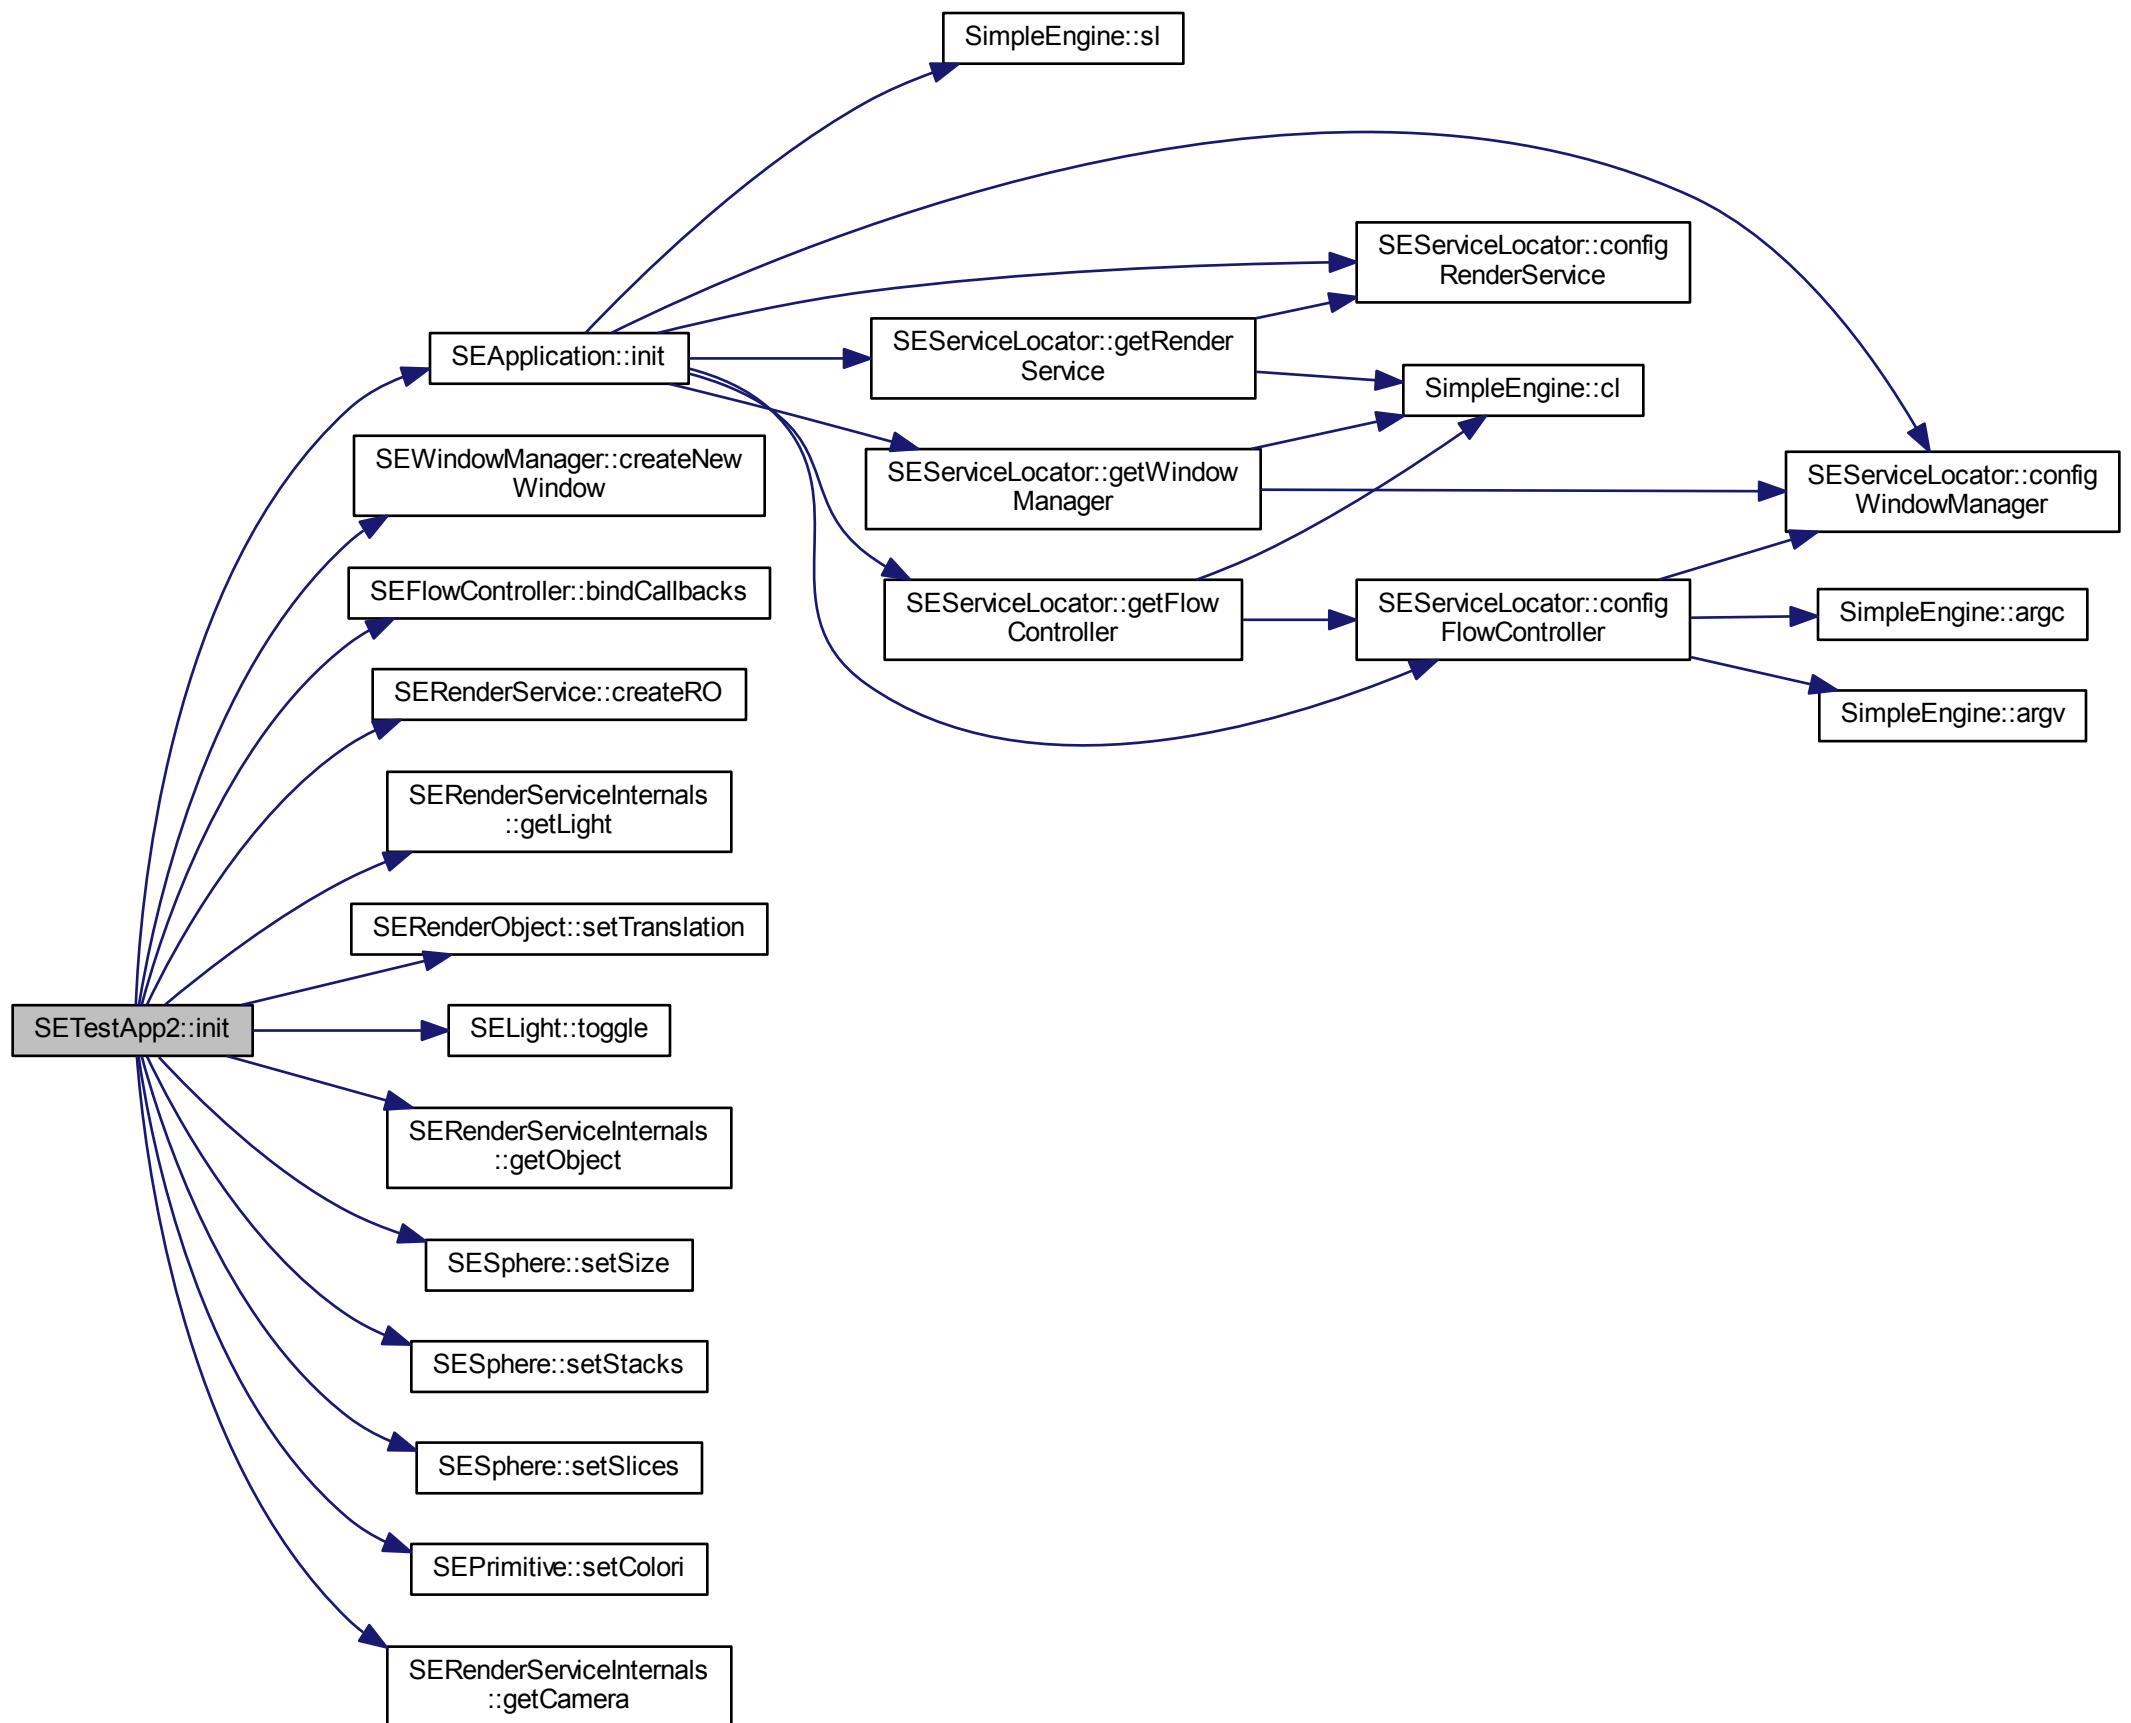 SimpleEngine::sl
SEServiceLocator::config
RenderService
SEApplication::init
SEServiceLocator::getRender
Service
SimpleEngine::cl
SEWindowManager::createNew
Window
SEServiceLocator::getWindow
Manager
SEServiceLocator::config
WindowManager
SEFlowController::bindCallbacks
SEServiceLocator::getFlow
Controller
SEServiceLocator::config
FlowController
SimpleEngine::argc
SERenderService::createRO
SimpleEngine::argv
SERenderServiceInternals
::getLight
SERenderObject::setTranslation
SETestApp2::init
SELight::toggle
SERenderServiceInternals
::getObject
SESphere::setSize
SESphere::setStacks
SESphere::setSlices
SEPrimitive::setColori
SERenderServiceInternals
::getCamera